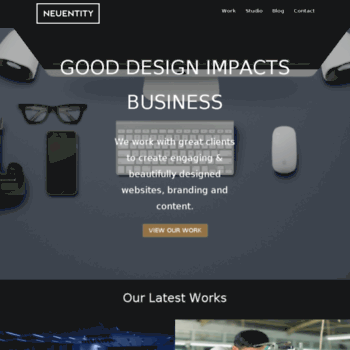 NEUENTITY
Work Studio Blog Contact
GOOD DESIGN IMPACTS
BUSINESS
We work with great clients
to create engaging &
beautifully designed
websites, branding and
content.
VIEW OUR WORK
Our Latest Works